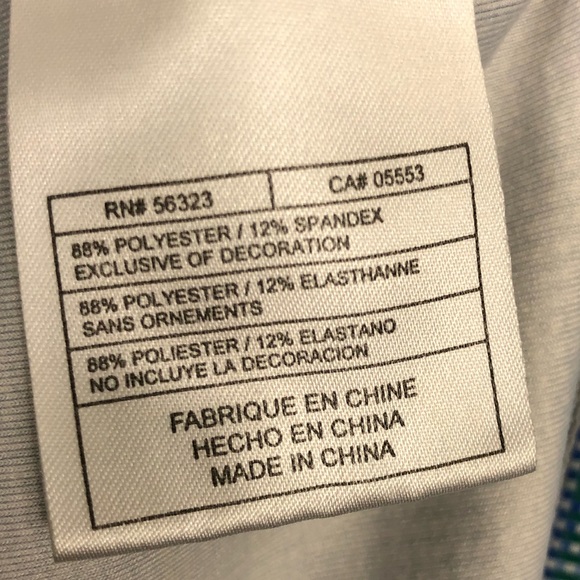 RN# 56323 CA# 05553
88% POLYESTER / 12% SPANDEX
EXCLUSIVE OF DECORATION
88% POLYESTER / 12% ELASTHANNE
SANS ORNEMENTS
88% POLIESTER / 12% ELASTANO
NO INCLUYE LA DECORACION
FABRIQUE EN CHINE
HECHO EN CHINA
MADE IN CHINA